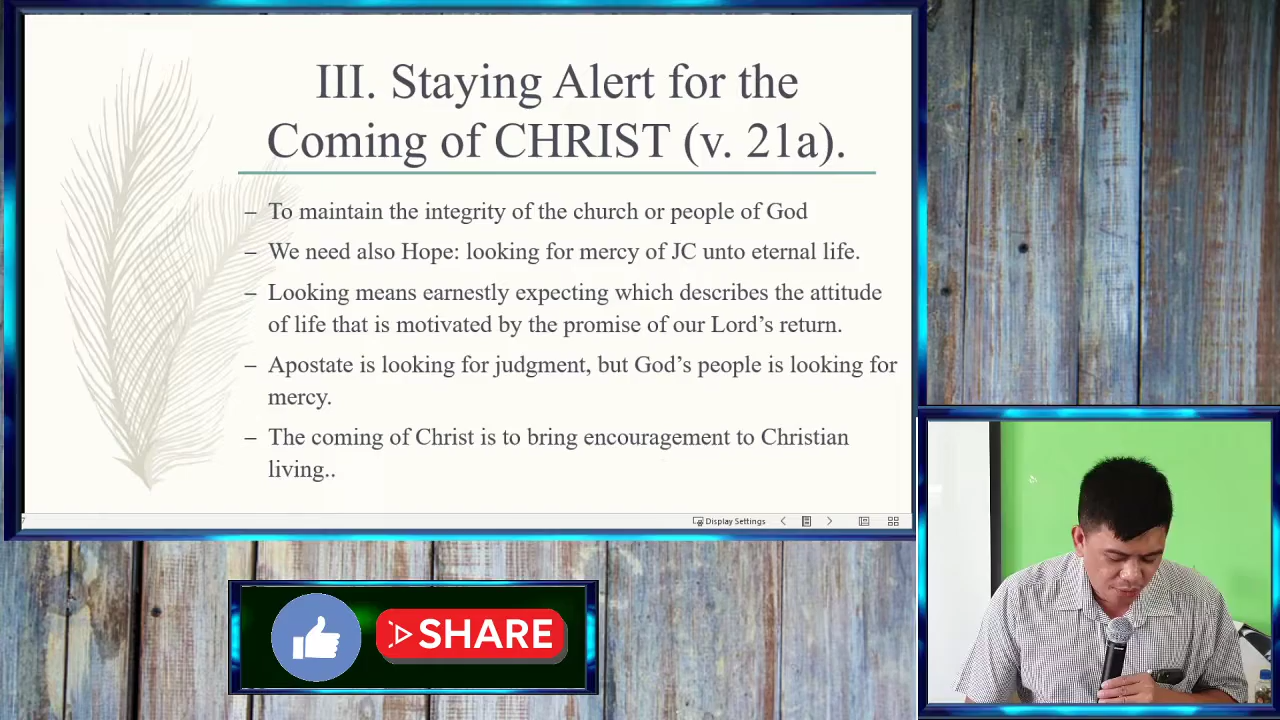 III. Staying Alert for the
Coming of CHRIST (v. 21a).
– To maintain the integrity of the church or people of God
– We need also Hope: looking for mercy of JC unto eternal life.
– Looking means earnestly expecting which describes the attitude
of life that is motivated by the promise of our Lord’s return.
– Apostate is looking for judgment, but God’s people is looking for
mercy.
– The coming of Christ is to bring encouragement to Christian
living..
Display Settings
SHARE